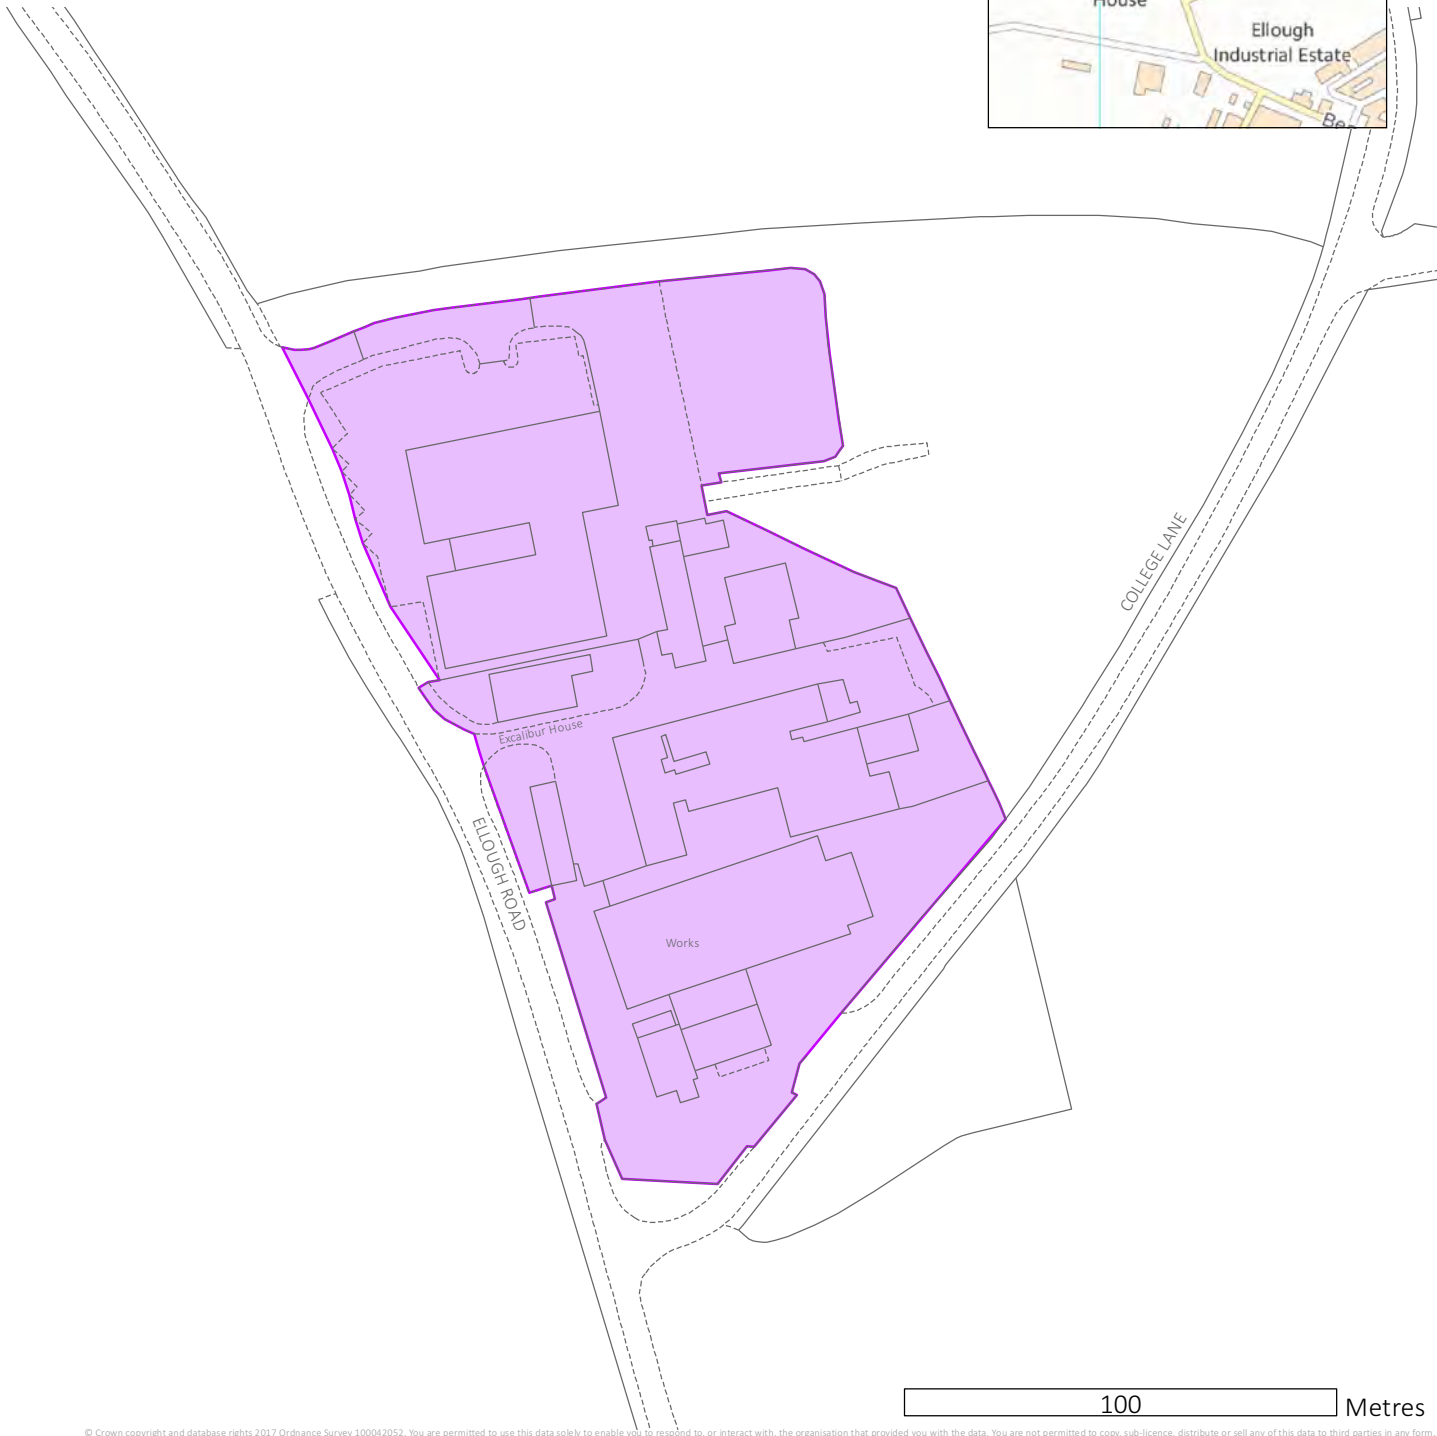 House
Ellough
Industrial Estate
COLLEGE LANE
Excalibur House
ELLOUGH ROAD
Works
100 Metres
© Crown copyright and database rights 2017 Ordnance Survey 100042052. You are permitted to use this data solely to enable you to respond to, or interact with, the organisation that provided you with the data. You are not permitted to copy, sub-licence, distribute or sell any of this data to third parties in any form.